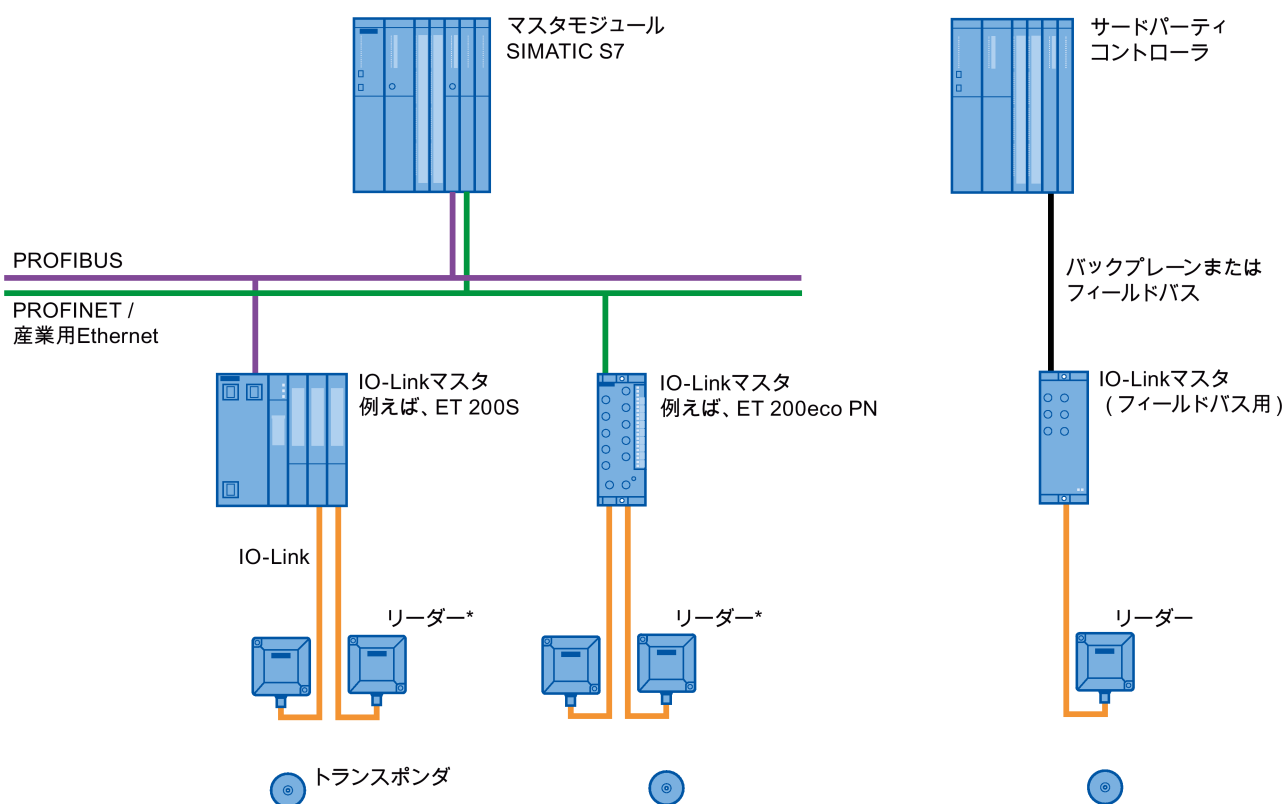 マスタモジュール
SIMATIC S7
サードパーティ
コントローラ
PROFIBUS
PROFINET /
産業用Ethernet
バックプレーンまたは
フィールドバス
IO-Linkマスタ
例えば、ET 200S
IO-Linkマスタ
例えば、ET 200eco PN
IO-Linkマスタ
( フィールドバス用 )
IO-Link
リーダー*
リーダー*
リーダー
トランスポンダ